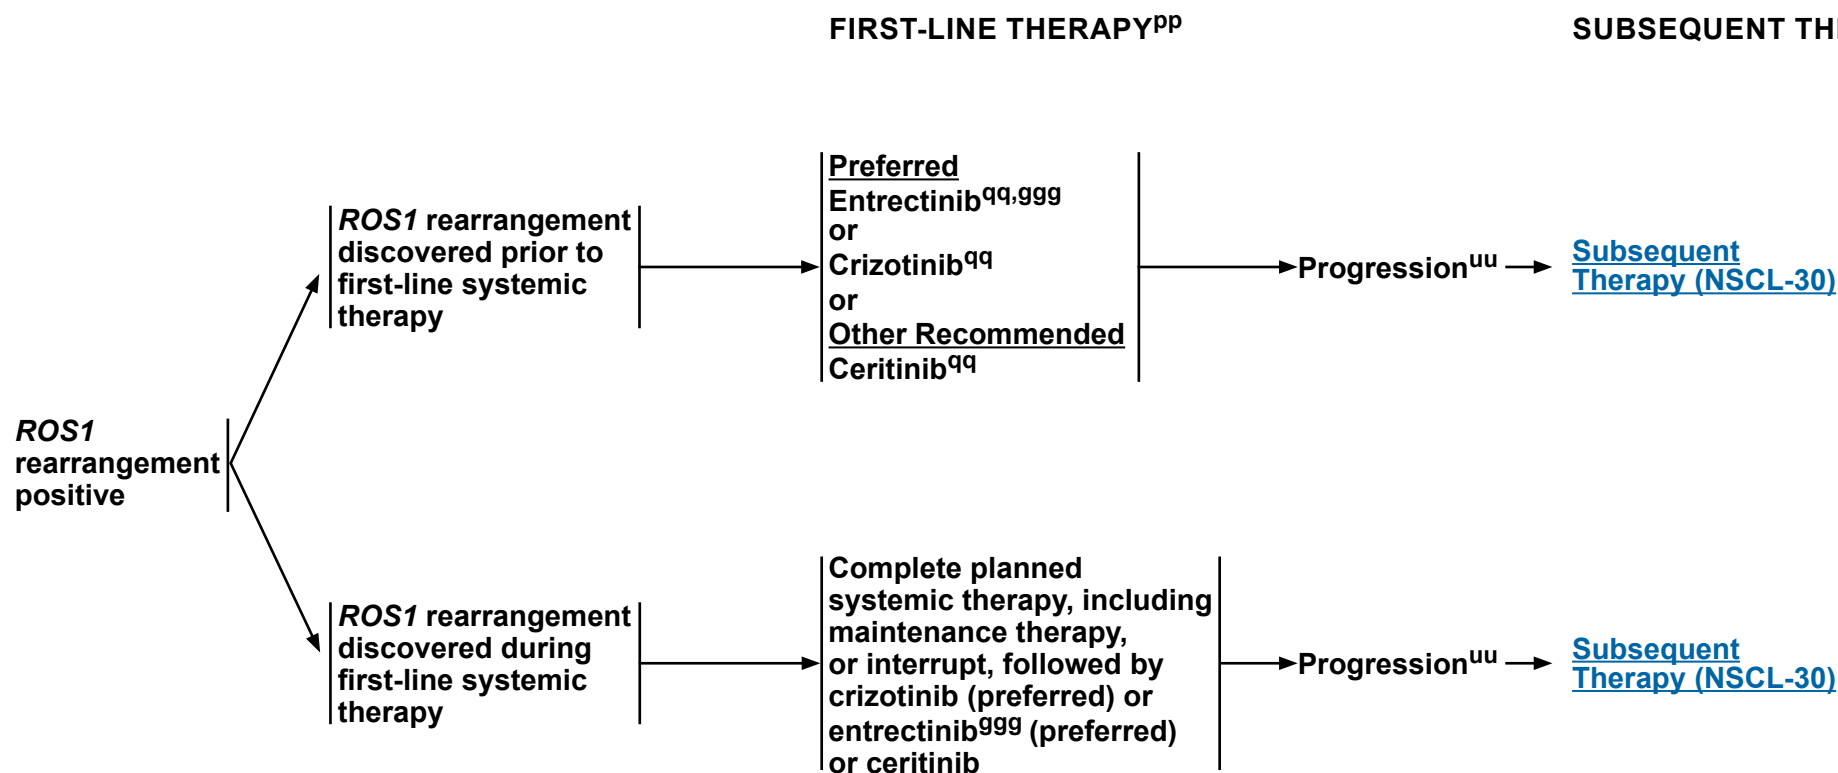 FIRST-LINE THERAPYpp
SUBSEQUENT
ROS1 rearrangement
discovered prior to
first-line systemic
therapy
Preferred
Entrectinibqq,ggg
or
Crizotinibqq
or
Other Recommended
Ceritinibqq
Progressionuu
Subsequent
Therapy (NSCL-30)
ROS1
rearrangement
positive
ROS1 rearrangement
discovered during
first-line systemic
therapy
Complete planned
systemic therapy, including
maintenance therapy,
or interrupt, followed by
crizotinib (preferred) or
entrectinibggg (preferred)
or ceritinib
Progressionuu
Subsequent
Therapy (NSCL-30)